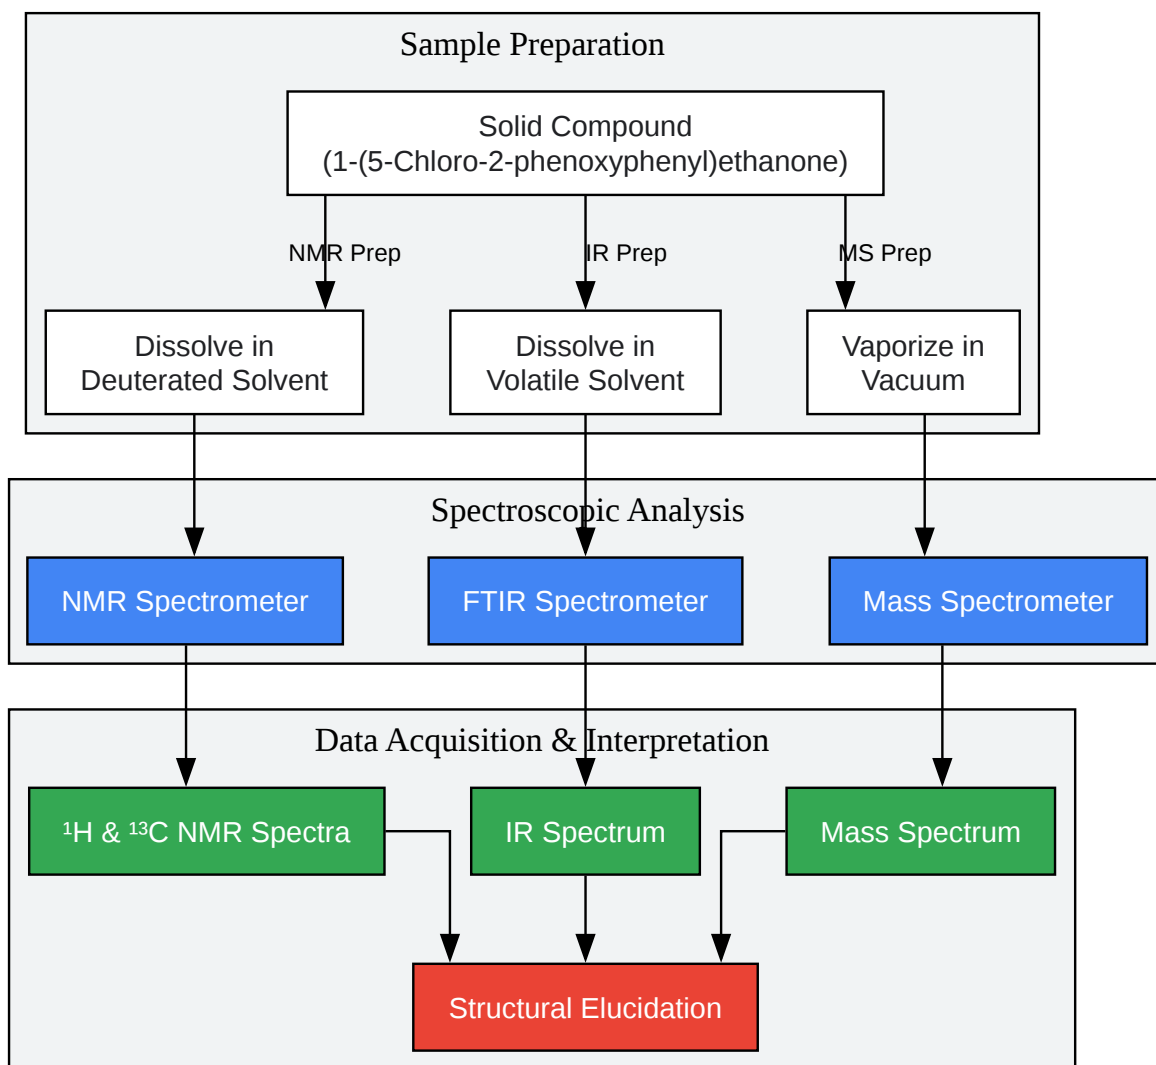 Sample Preparation
Solid Compound
(1-(5-Chloro-2-phenoxyphenyl)ethanone)
NMR Prep
IR Prep
MS Prep
Dissolve in
Deuterated Solvent
Dissolve in
Volatile Solvent
Vaporize in
Vacuum
Spectroscopic Analysis
NMR Spectrometer
FTIR Spectrometer
Mass Spectrometer
Data Acquisition & Interpretation
¹H & ¹³C NMR Spectra
IR Spectrum
Mass Spectrum
Structural Elucidation